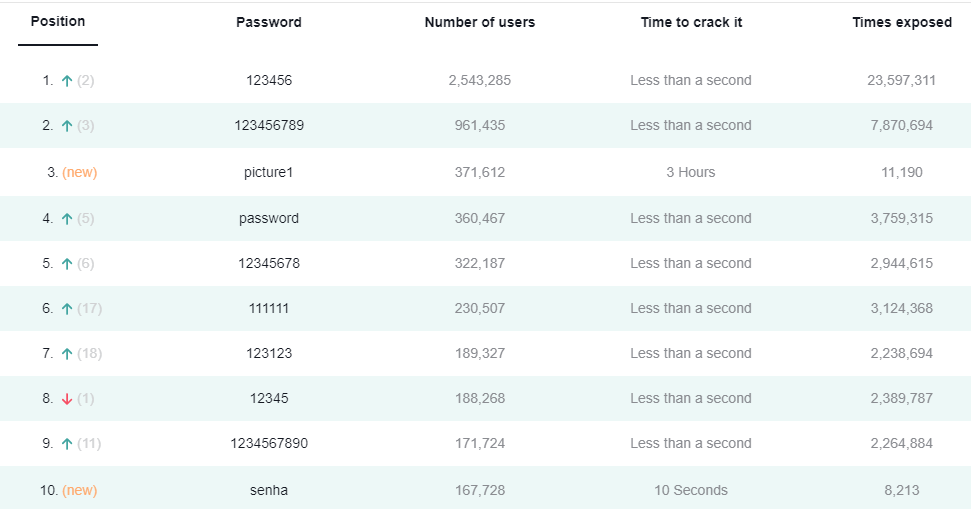 Position Password Number of users Time to crack it Times exposed
1. ↑ (2) 123456 2,543,285 Less than a second 23,597,311
2. ↑ (3) 123456789 961,435 Less than a second 7,870,694
3. (new) picture1 371,612 3 Hours 11,190
4. ↑ (5) password 360,467 Less than a second 3,759,315
5. ↑ (6) 12345678 322,187 Less than a second 2,944,615
6. ↑ (17) 111111 230,507 Less than a second 3,124,368
7. ↑ (18) 123123 189,327 Less than a second 2,238,694
8. ↓ (1) 12345 188,268 Less than a second 2,389,787
9. ↑ (11) 1234567890 171,724 Less than a second 2,264,884
10. (new) senha 167,728 10 Seconds 8,213